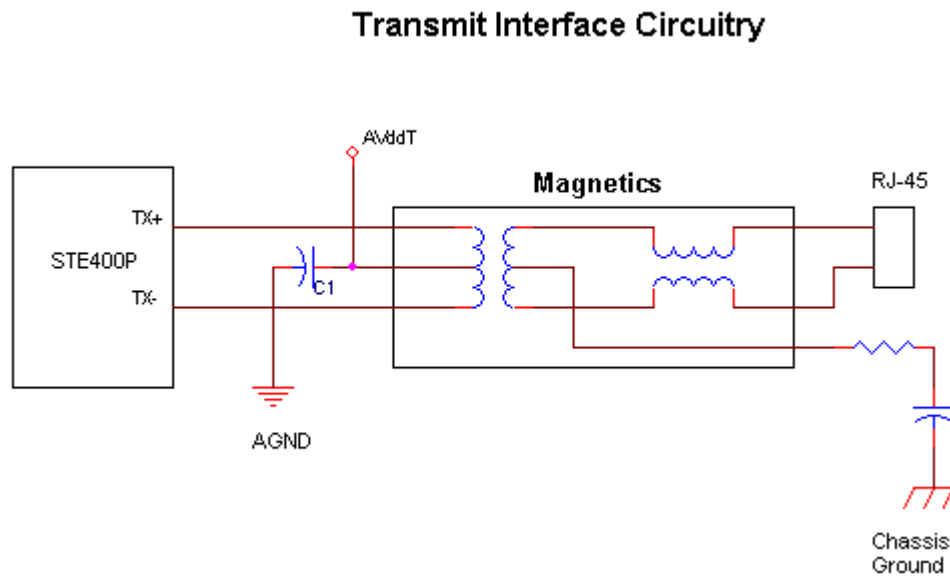 Transmit Interface Circuitry
AVddT
Magnetics
RJ-45
TX+
STE400P
C1
TX-
AGND
Chassis
Ground